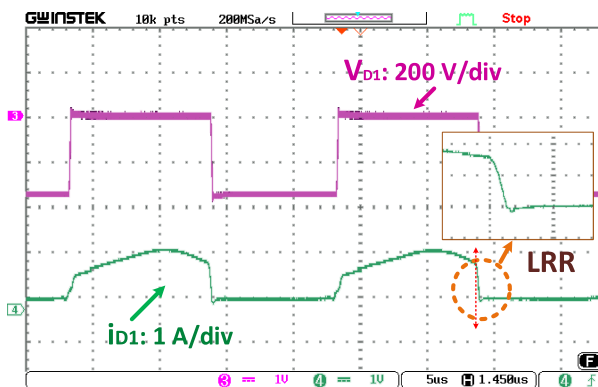 GWINSTEK 10k pts 200MSa/s Stop
VD1: 200 V/div
3
LRR
4
iD1: 1 A/div
F
3 1V 4 1V 5us H 1.450us 4